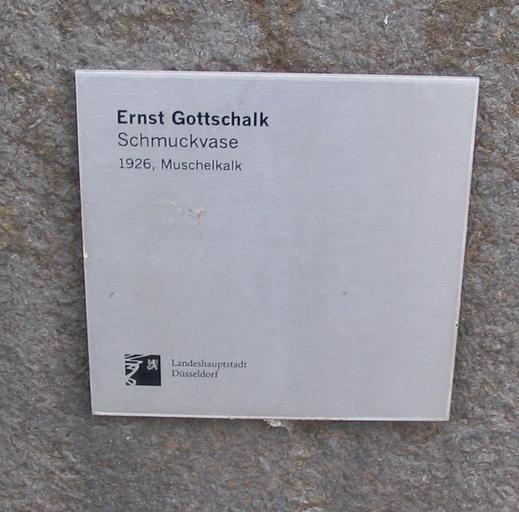 Ernst Gottschalk
Schmuckvase
1926, Muschelkalk
Landeshauptstadt
Düsseldorf